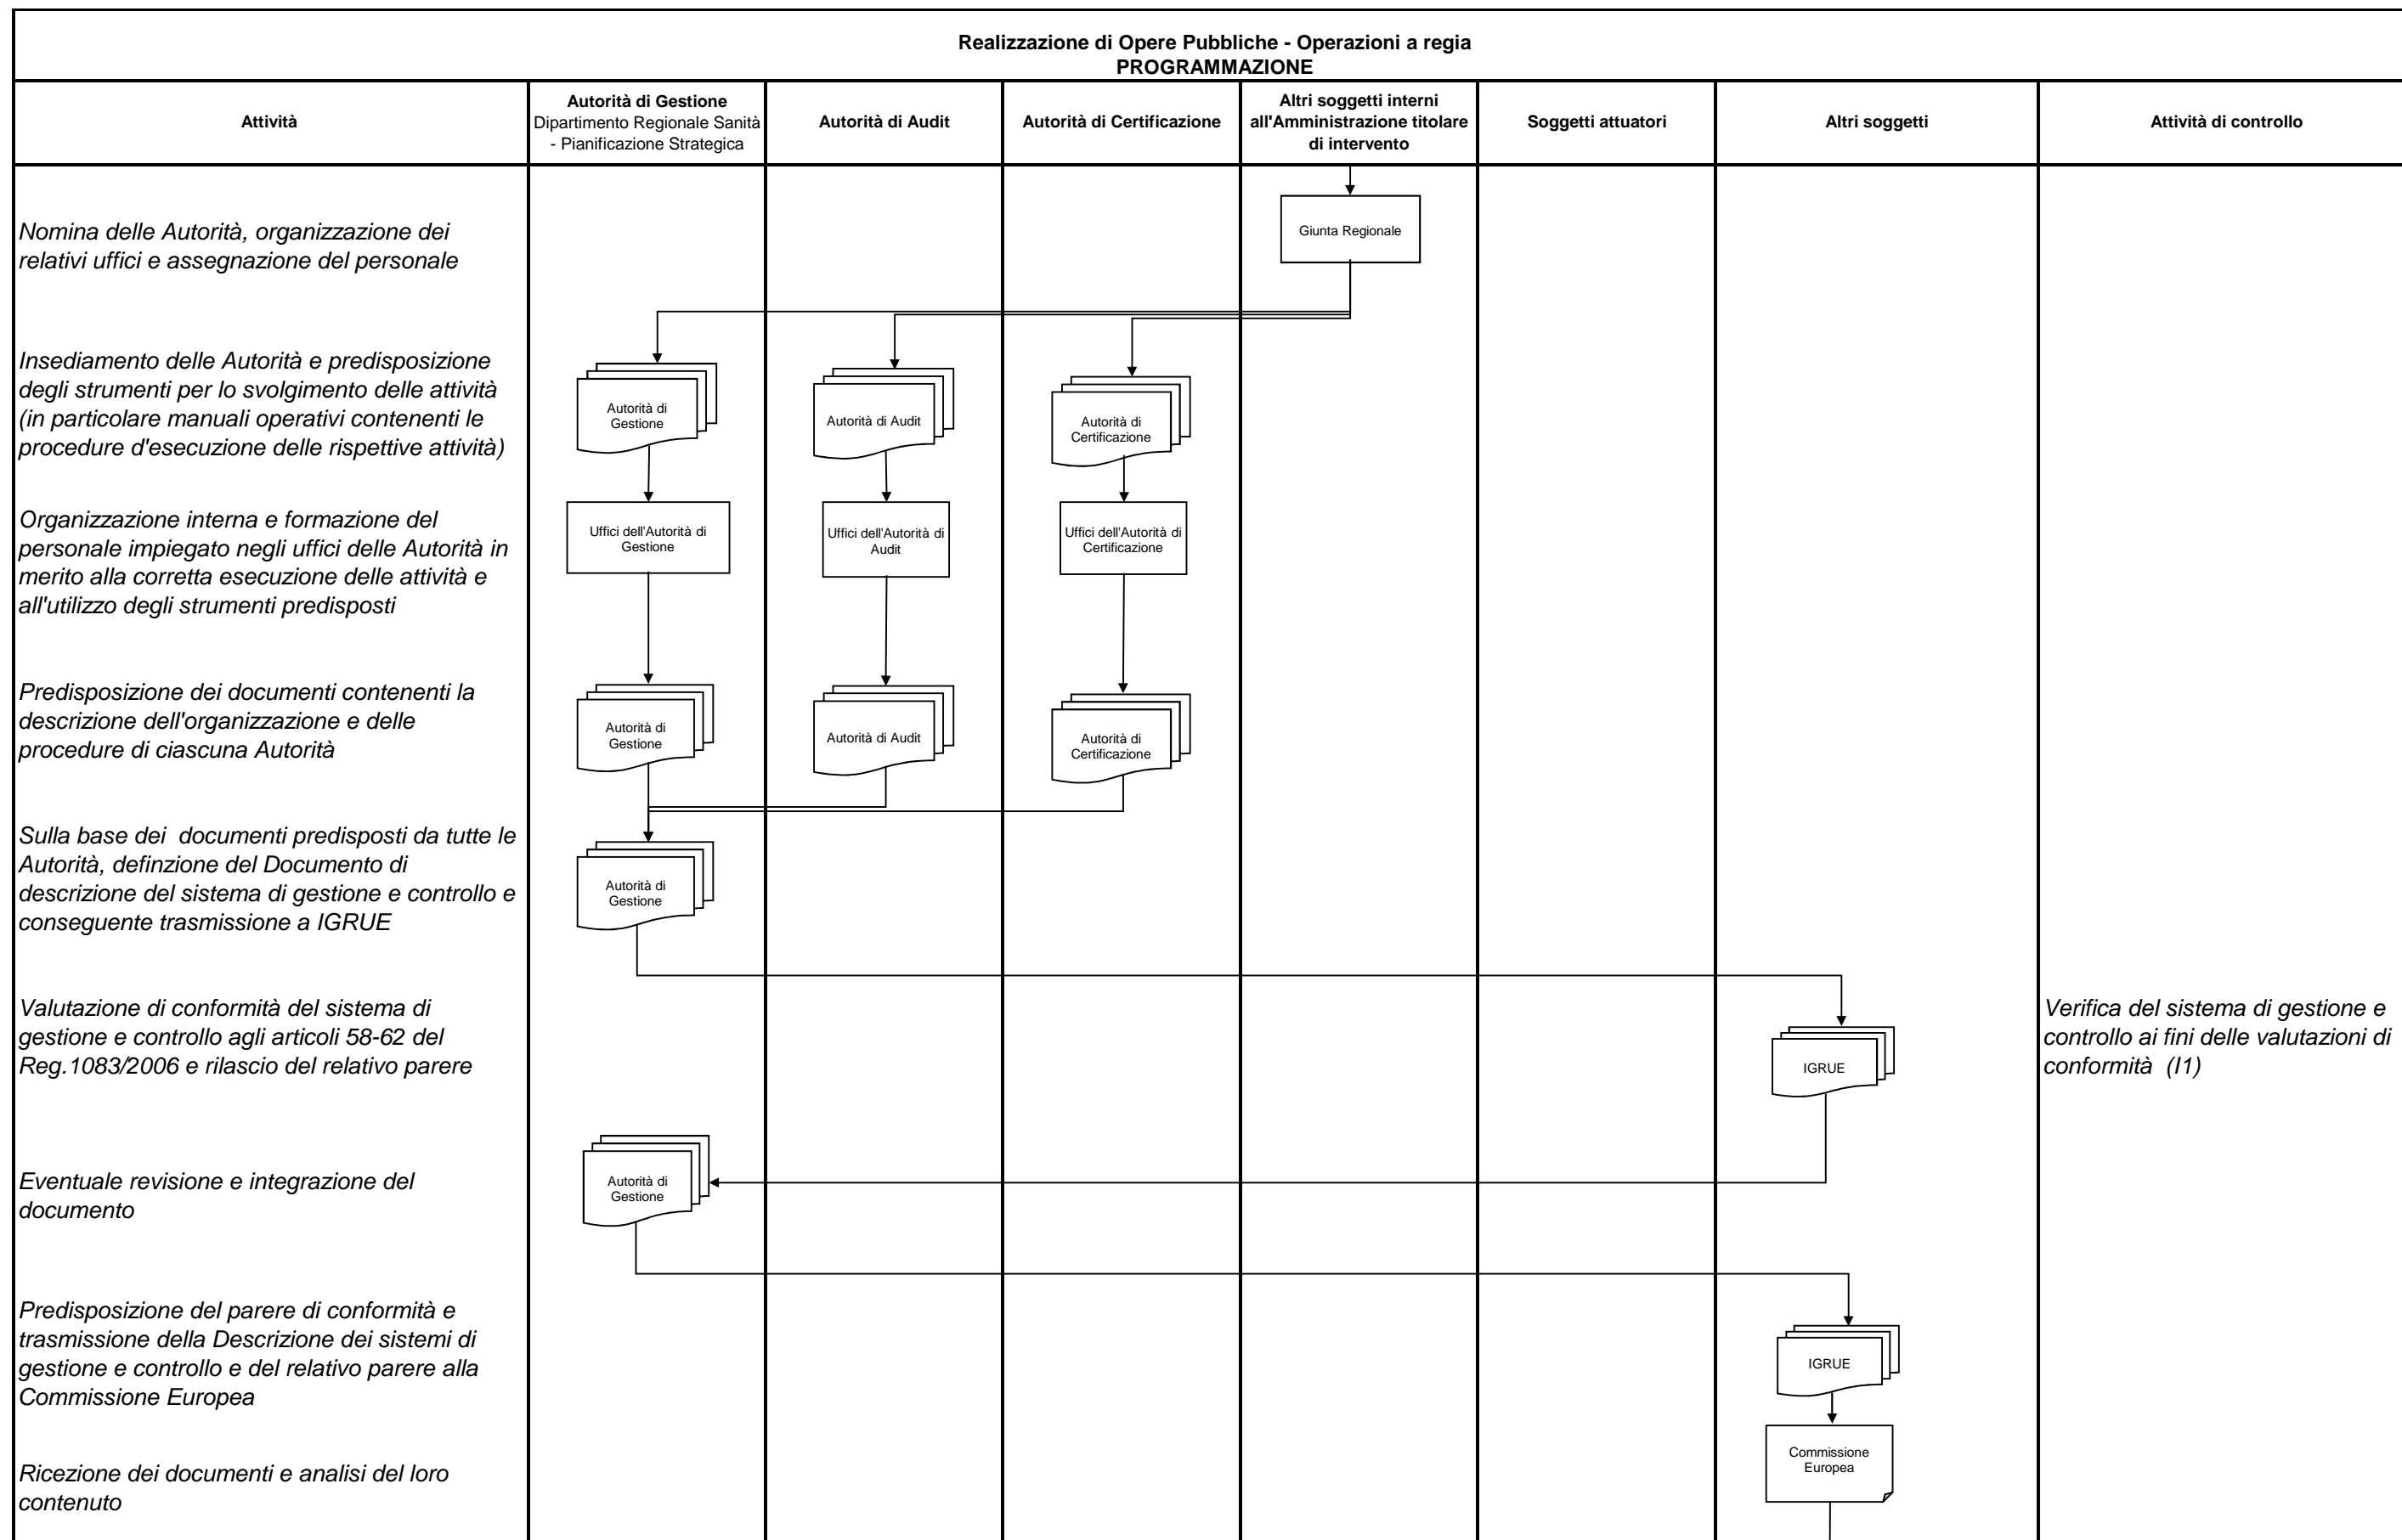 Realizzazione di Opere Pubbliche - Operazioni a regia
PROGRAMMAZIONE
Attività
Autorità di Gestione
Dipartimento Regionale Sanità
- Pianificazione Strategica
Autorità di Audit
Autorità di Certificazione
Altri soggetti interni
all'Amministrazione titolare
di intervento
Soggetti attuatori
Altri soggetti
Attività di controllo
Nomina delle Autorità, organizzazione dei
relativi uffici e assegnazione del personale
Giunta Regionale
Insediamento delle Autorità e predisposizione
degli strumenti per lo svolgimento delle attività
(in particolare manuali operativi contenenti le
procedure d'esecuzione delle rispettive attività)
Autorità di
Gestione
Autorità di Audit
Autorità di
Certificazione
Organizzazione interna e formazione del
personale impiegato negli uffici delle Autorità in
merito alla corretta esecuzione delle attività e
all'utilizzo degli strumenti predisposti
Uffici dell'Autorità di
Gestione
Uffici dell'Autorità di
Audit
Uffici dell'Autorità di
Certificazione
Predisposizione dei documenti contenenti la
descrizione dell'organizzazione e delle
procedure di ciascuna Autorità
Autorità di
Gestione
Autorità di Audit
Autorità di
Certificazione
Sulla base dei  documenti predisposti da tutte le
Autorità, definzione del Documento di
descrizione del sistema di gestione e controllo e
conseguente trasmissione a IGRUE
Autorità di
Gestione
Valutazione di conformità del sistema di
gestione e controllo agli articoli 58-62 del
Reg.1083/2006 e rilascio del relativo parere
IGRUE
Verifica del sistema di gestione e
controllo ai fini delle valutazioni di
conformità  (I1)
Eventuale revisione e integrazione del
documento
Autorità di
Gestione
Predisposizione del parere di conformità e
trasmissione della Descrizione dei sistemi di
gestione e controllo e del relativo parere alla
Commissione Europea
IGRUE
Commissione
Europea
Ricezione dei documenti e analisi del loro
contenuto